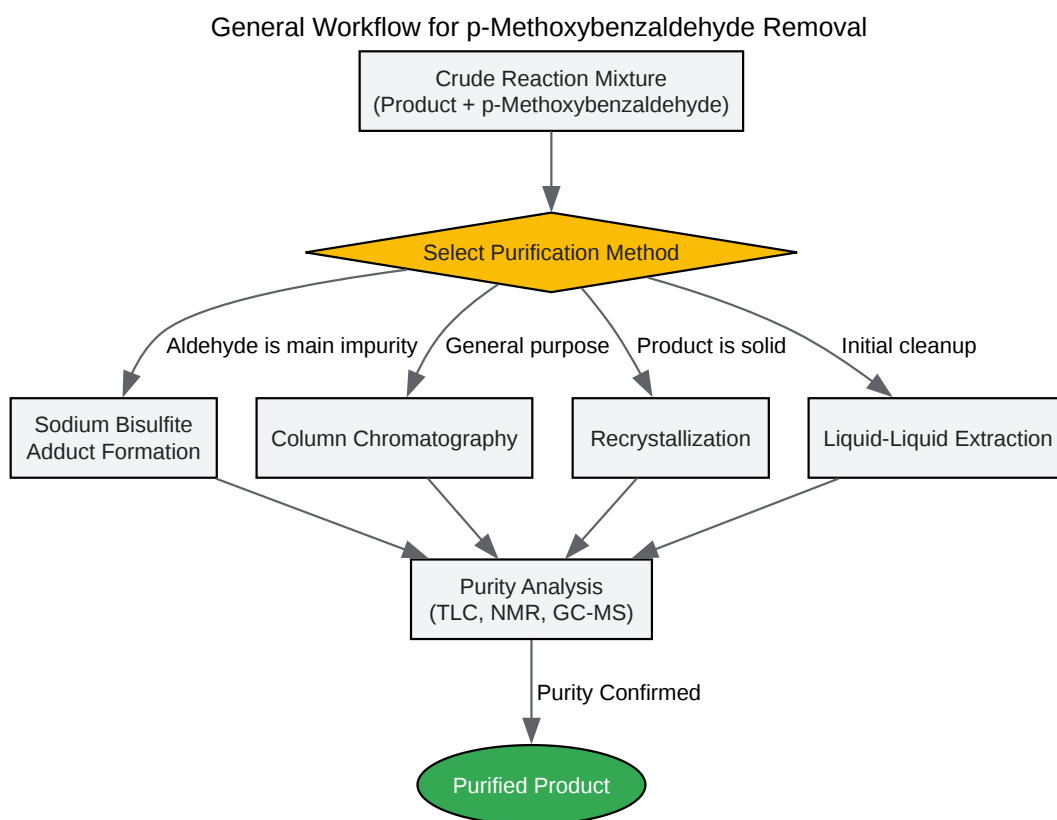 General Workflow for p-Methoxybenzaldehyde Removal
Crude Reaction Mixture
(Product + p-Methoxybenzaldehyde)
Select Purification Method
Aldehyde is main impurity
General purpose
Product is solid
Initial cleanup
Sodium Bisulfite
Adduct Formation
Column Chromatography
Recrystallization
Liquid-Liquid Extraction
Purity Analysis
(TLC, NMR, GC-MS)
Purity Confirmed
Purified Product